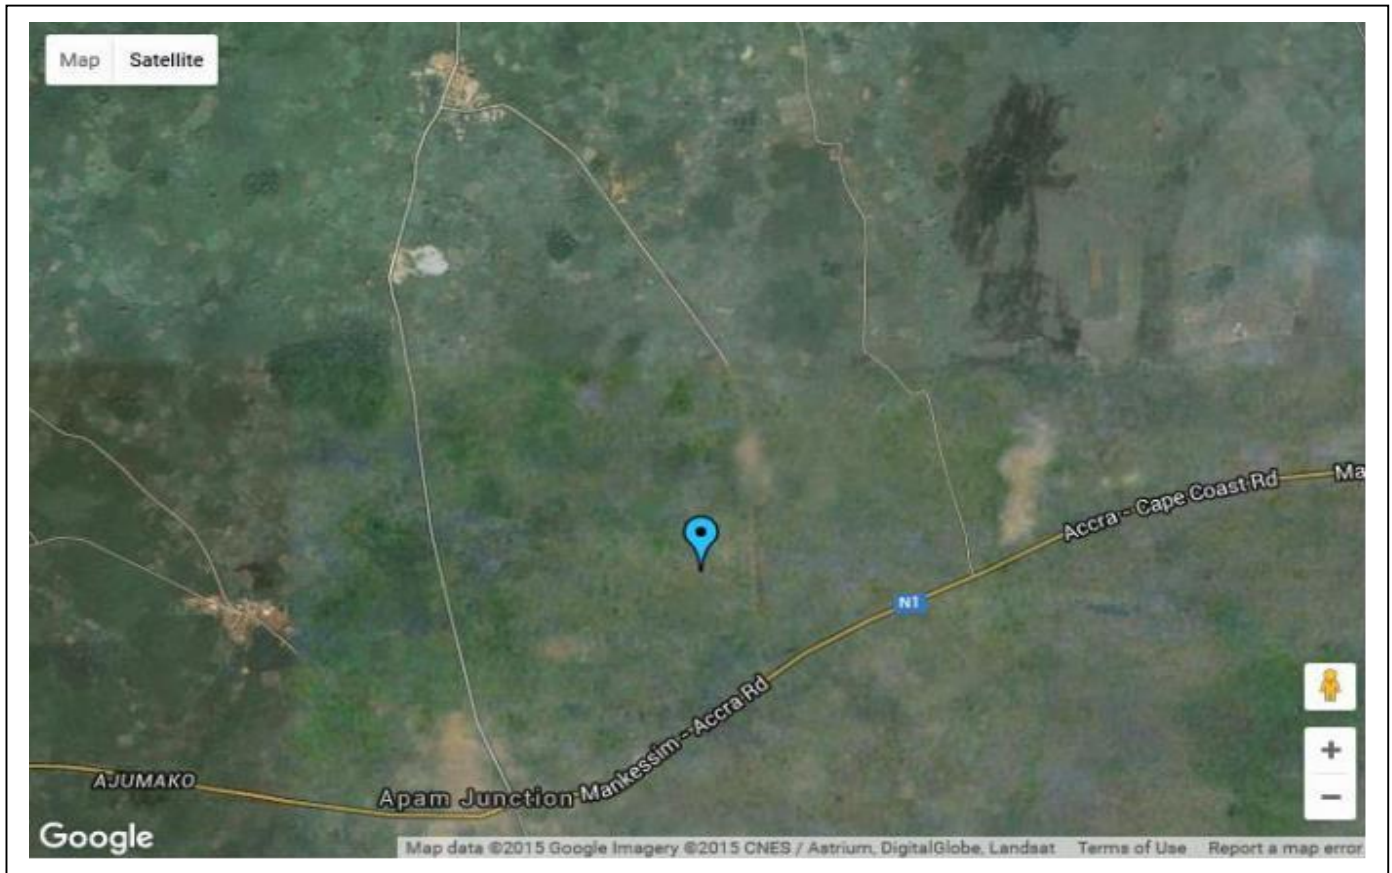 Map Satellite
Accra - Cape Coast Rd
Ma
N1
Mankessim - Accra Rd
AJUMAKO
Apam Junction
+
−
Google
Map data ©2015 Google Imagery ©2015 CNES / Astrium, DigitalGlobe, Landsat Terms of Use Report a map error